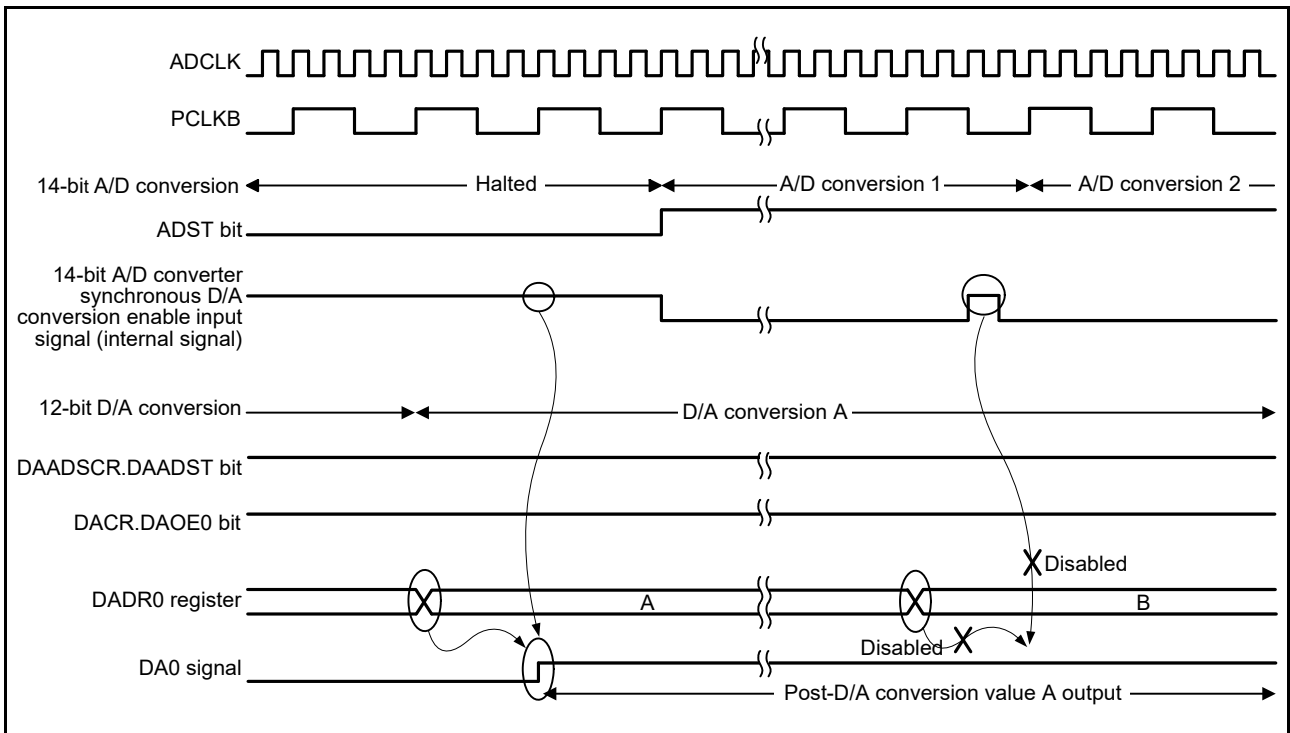 ADCLK
PCLKB
14-bit A/D conversion
Halted
A/D conversion 1
A/D conversion 2
ADST bit
14-bit A/D converter
synchronous D/A
conversion enable input
signal (internal signal)
12-bit D/A conversion
D/A conversion A
DAADSCR.DAADST bit
DACR.DAOE0 bit
Disabled
DADR0 register
A
B
Disabled
DA0 signal
Post-D/A conversion value A output